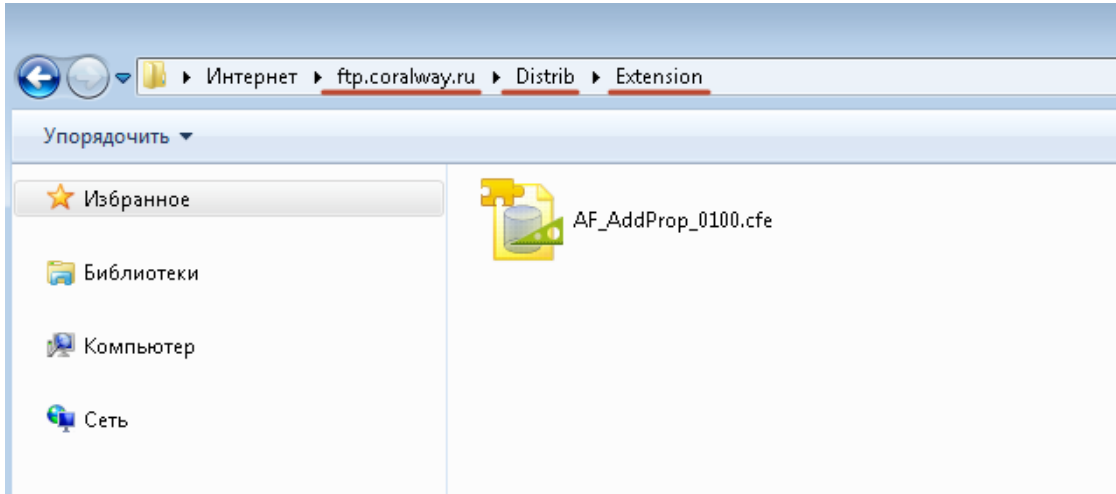 Интернет ftp.coralway.ru Distrib Extension
Упорядочить
Избранное
AF_AddProp_0100.cfe
Библиотеки
Компьютер
Сеть